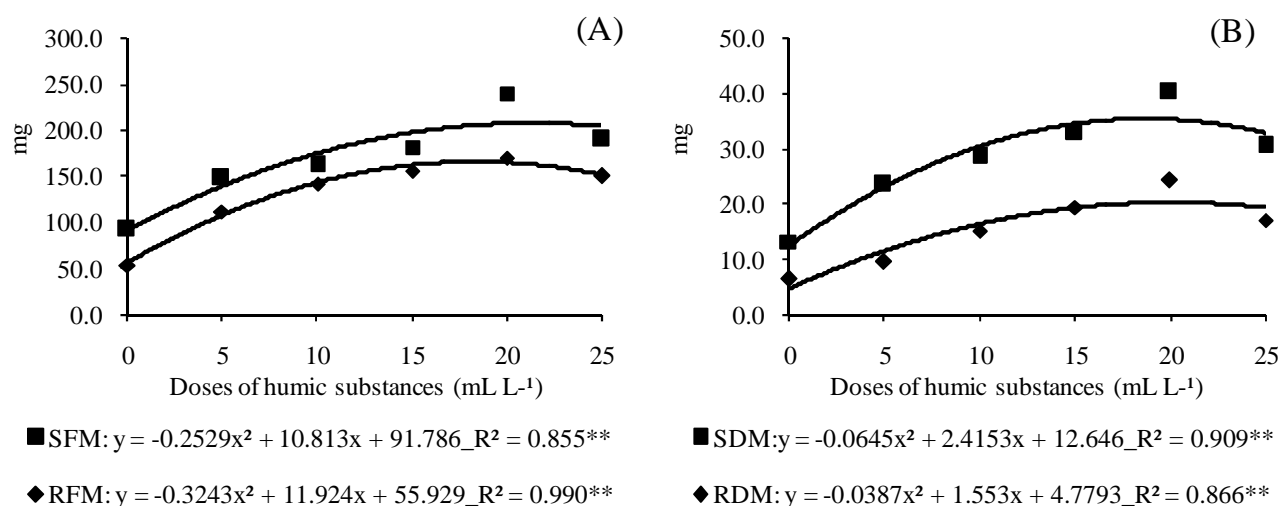 (A)
300.0
250.0
200.0
150.0
100.0
50.0
0.0
mg
0 5 10 15 20 25
Doses of humic substances (mL L-¹)
■ SFM: y = -0.2529x² + 10.813x + 91.786_R² = 0.855**
◆ RFM: y = -0.3243x² + 11.924x + 55.929_R² = 0.990**
(B)
50.0
40.0
30.0
20.0
10.0
0.0
mg
0 5 10 15 20 25
Doses of humic substances (mL L-¹)
■ SDM:y = -0.0645x² + 2.4153x + 12.646_R² = 0.909**
◆ RDM: y = -0.0387x² + 1.553x + 4.7793_R² = 0.866**